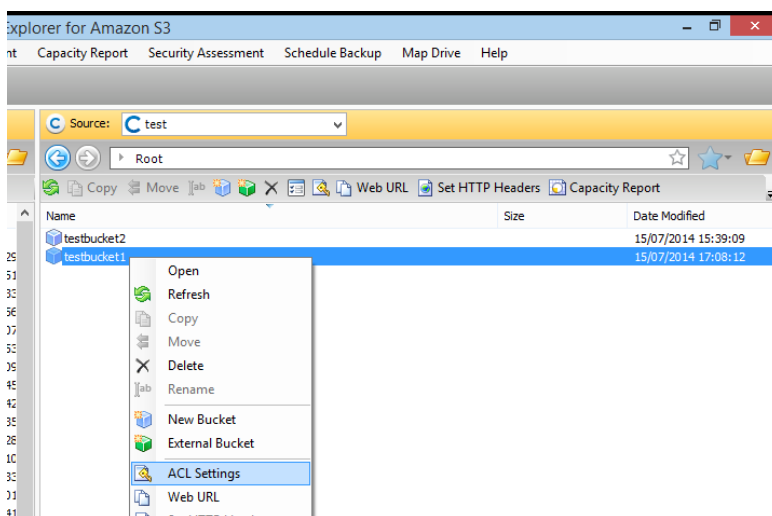 Explorer for Amazon S3
nt Capacity Report Security Assessment Schedule Backup Map Drive Help
Source: test
Root
Copy Move Web URL Set HTTP Headers Capacity Report
Name Size Date Modified
testbucket2 15/07/2014 15:39:09
testbucket1 15/07/2014 17:08:12
Open
Refresh
Copy
Move
Delete
Rename
New Bucket
External Bucket
ACL Settings
Web URL